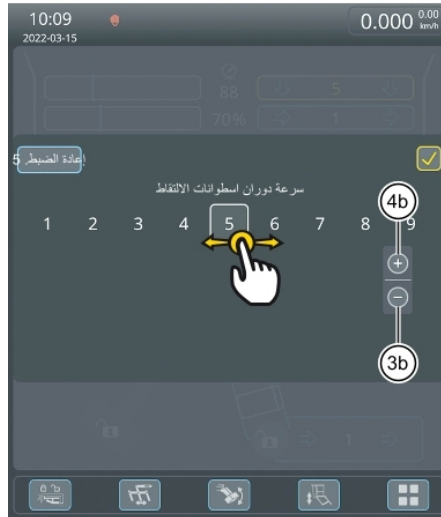 10:09
0.000 0.00 km/h
2022-03-15
88
5
70%
1
إعادة الضبط, 5
سرعة دوران اسطوانات الالتقاط
4b
1 2 3 4 5 6 7 8 9
3b
1